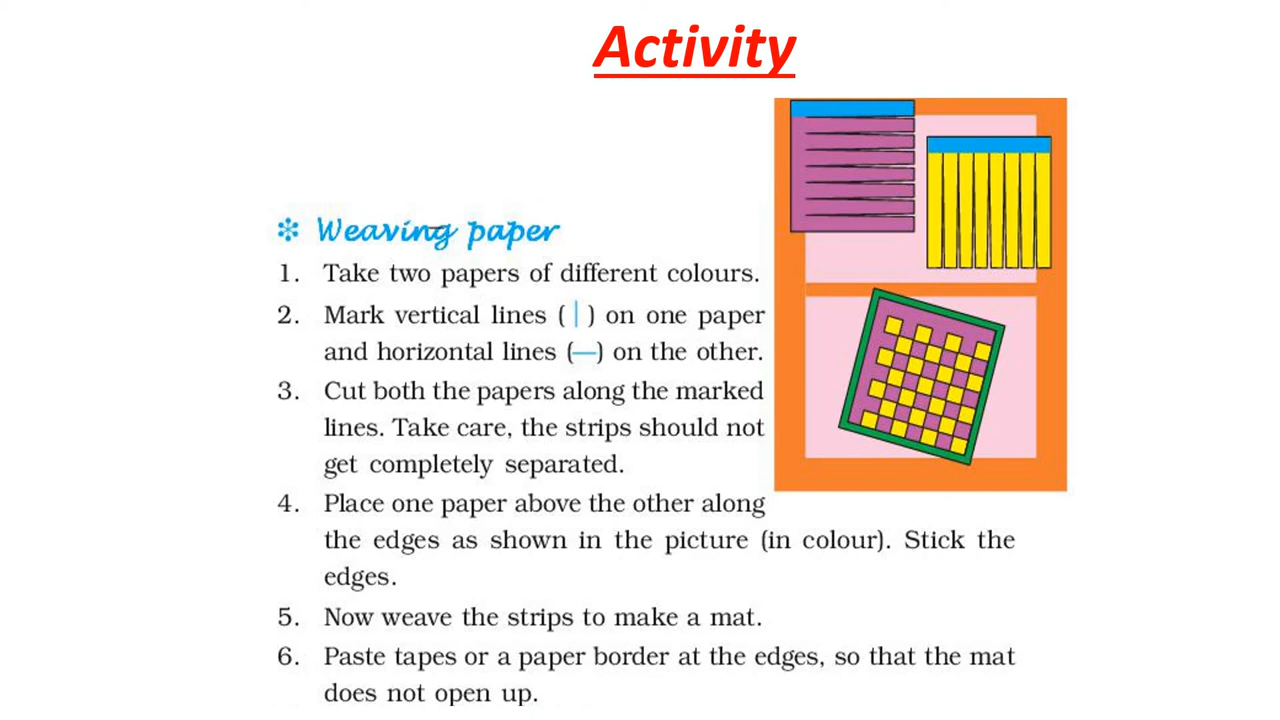 Activity
❇ Weaving paper
1. Take two papers of different colours.
2. Mark vertical lines ( | ) on one paper
and horizontal lines (—) on the other.
3. Cut both the papers along the marked
lines. Take care, the strips should not
get completely separated.
4. Place one paper above the other along
the edges as shown in the picture (in colour). Stick the
edges.
5. Now weave the strips to make a mat.
6. Paste tapes or a paper border at the edges, so that the mat
does not open up.